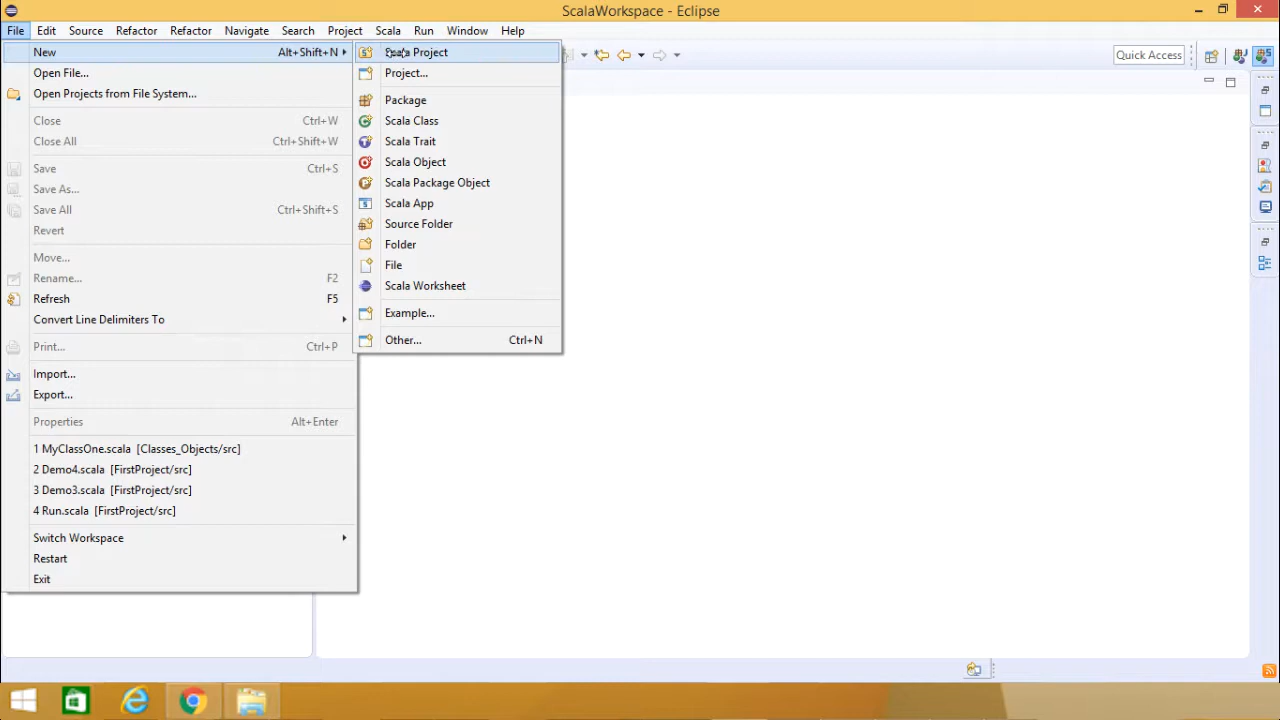 ScalaWorkspace - Eclipse
File Edit Source Refactor Refactor Navigate Search Project Scala Run Window Help
New Alt+Shift+N
Open File...
Open Projects from File System...
Close Ctrl+W
Close All Ctrl+Shift+W
Save Ctrl+S
Save As...
Save All Ctrl+Shift+S
Revert
Move...
Rename... F2
Refresh F5
Convert Line Delimiters To
Print... Ctrl+P
Import...
Export...
Properties Alt+Enter
1 MyClassOne.scala [Classes_Objects/src]
2 Demo4.scala [FirstProject/src]
3 Demo3.scala [FirstProject/src]
4 Run.scala [FirstProject/src]
Switch Workspace
Restart
Exit
Scala Project
Project...
Package
Scala Class
Scala Trait
Scala Object
Scala Package Object
Scala App
Source Folder
Folder
File
Scala Worksheet
Example...
Other... Ctrl+N
Quick Access